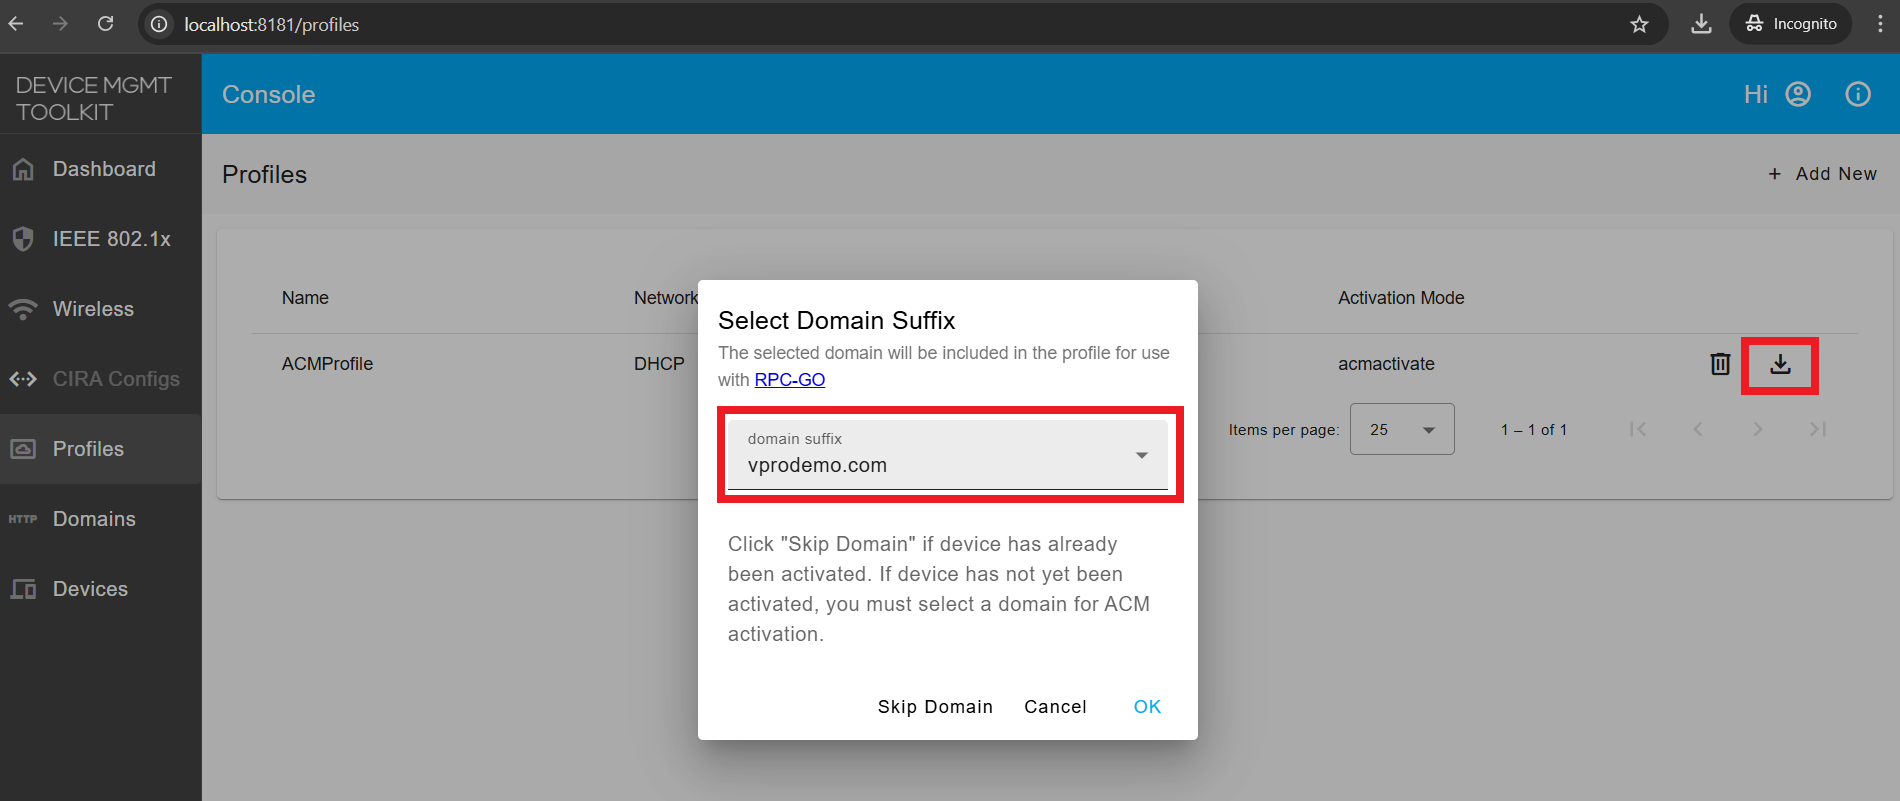 localhost:8181/profiles
Incognito
DEVICE MGMT
TOOLKIT
Console
Hi
Dashboard
IEEE 802.1x
Wireless
CIRA Configs
Profiles
HTTP Domains
Devices
Profiles
+ Add New
Name
Network
Activation Mode
ACMProfile
DHCP
acmactivate
Items per page: 25
1 – 1 of 1
Select Domain Suffix
The selected domain will be included in the profile for use
with RPC-GO
domain suffix
vprodemo.com
Click "Skip Domain" if device has already
been activated. If device has not yet been
activated, you must select a domain for ACM
activation.
Skip Domain
Cancel
OK